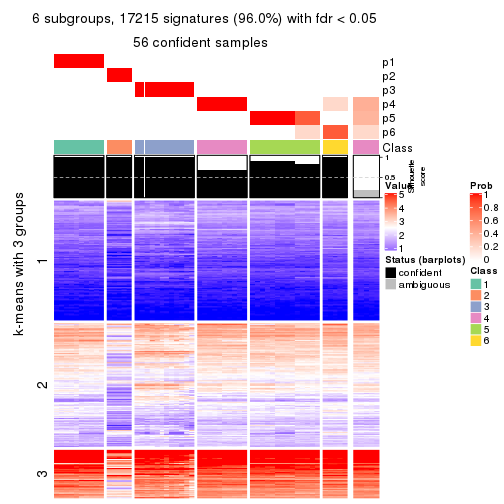 6 subgroups, 17215 signatures (96.0%) with fdr < 0.05
56 confident samples
p1
p2
p3
p4
p5
p6
Class
1
0.5
0
Silhouette
score
k-means with 3 groups
1
2
3
Value
5
4
3
2
1
Status (barplots)
confident
ambiguous
Prob
1
0.8
0.6
0.4
0.2
0
Class
1
2
3
4
5
6